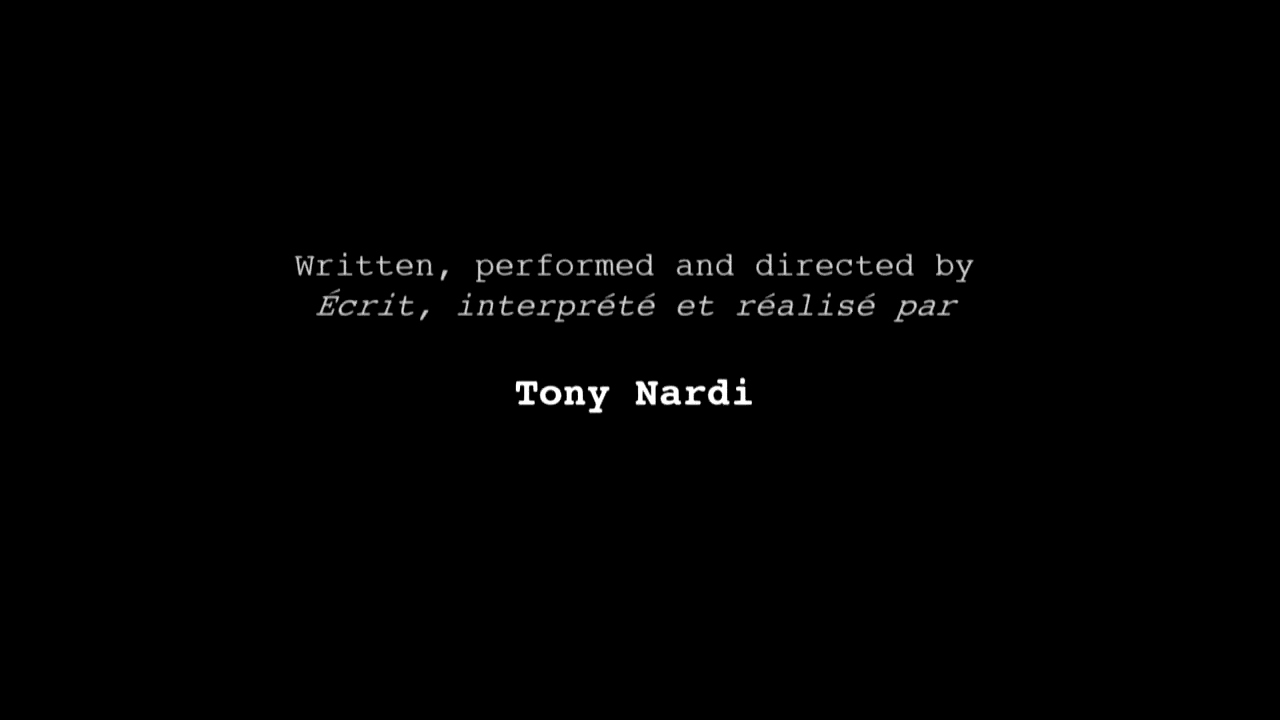 Written, performed and directed by
Écrit, interprété et réalisé par
Tony Nardi